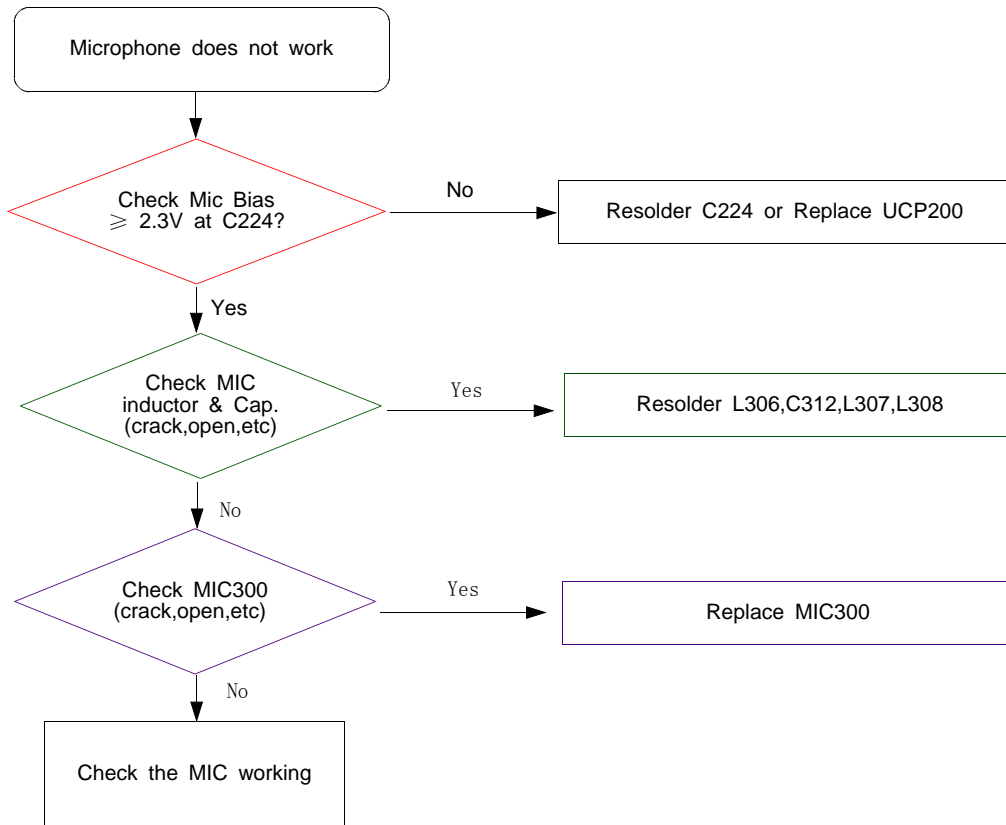 Microphone does not work
Check Mic Bias
≥ 2.3V at C224?
No
Resolder C224 or Replace UCP200
Yes
Check MIC
inductor & Cap.
(crack,open,etc)
Yes
Resolder L306,C312,L307,L308
No
Check MIC300
(crack,open,etc)
Yes
Replace MIC300
No
Check the MIC working